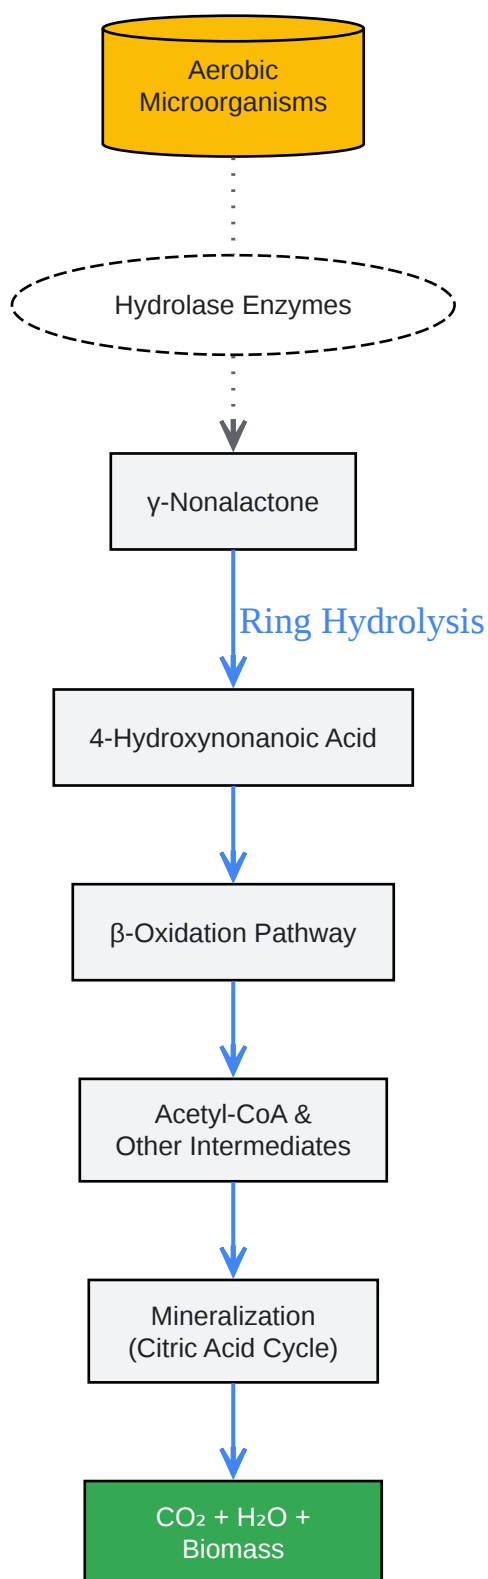 Aerobic
Microorganisms
Hydrolase Enzymes
γ-Nonalactone
Ring Hydrolysis
4-Hydroxynonanoic Acid
β-Oxidation Pathway
Acetyl-CoA &
Other Intermediates
Mineralization
(Citric Acid Cycle)
CO₂ + H₂O +
Biomass